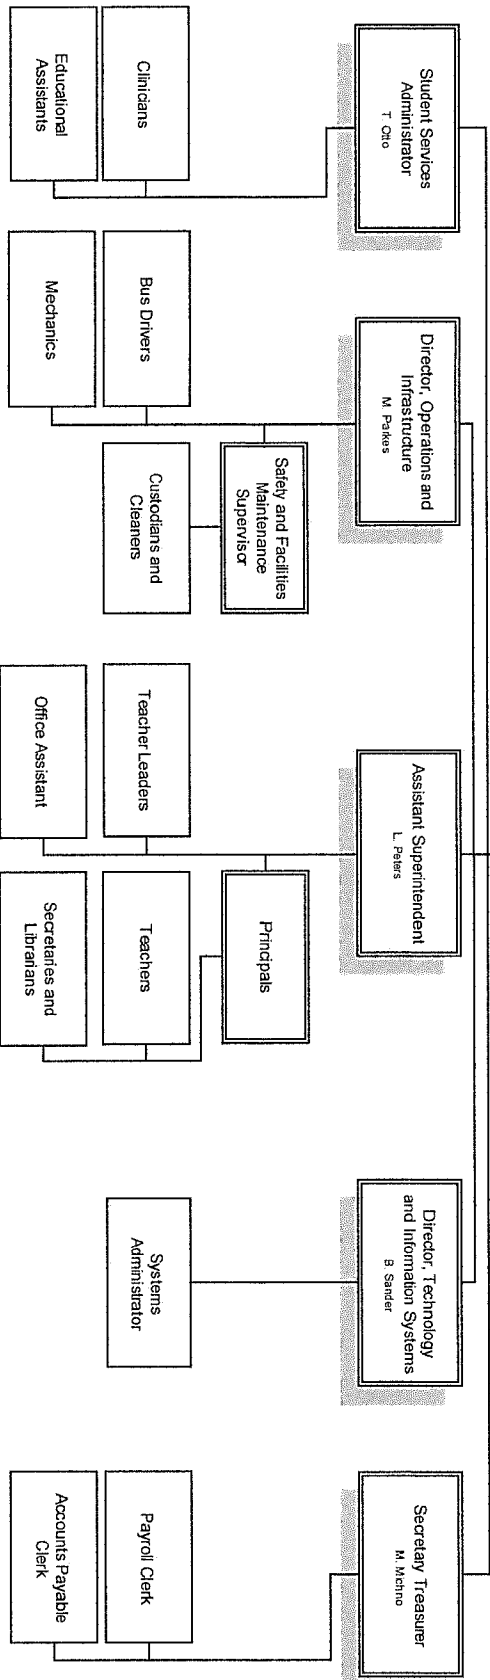 Student Services
Administrator
T. Otto
Clinicians
Educational
Assistants
Director, Operations and
Infrastructure
M. Parkes
Safety and Facilities
Maintenance
Supervisor
Bus Drivers
Custodians and
Cleaners
Mechanics
Assistant Superintendent
L. Peters
Principals
Teacher Leaders
Teachers
Office Assistant
Secretaries and
Librarians
Director, Technology
and Information Systems
B. Sander
Systems
Administrator
Secretary Treasurer
M. Michno
Payroll Clerk
Accounts Payable
Clerk